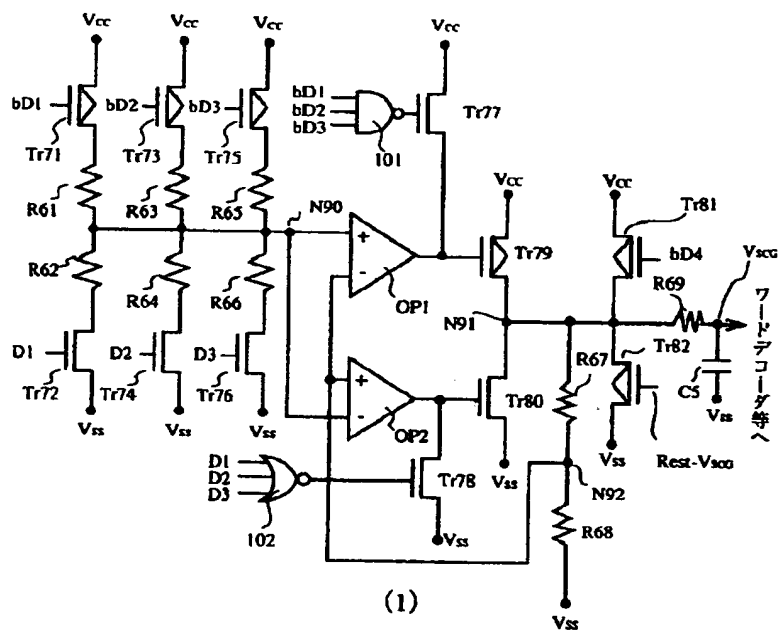 Vcc
Vcc
Vcc
Vcc
bD1
bD2
bD3
bD1
bD2
bD3
Tr77
101
Tr71
Tr73
Tr75
Vcc
Vcc
Tr81
R61
R63
R65
N90
Tr79
bD4
VSCG
R69
R62
R64
R66
OP1
N91
ワードデコーダ等へ
D1
D2
D3
Tr82
R67
C5
Tr72
Tr74
Tr76
Tr80
OP2
Vss
Vss
Vss
Vss
Vss
Vss
Rest-VSCG
D1
D2
D3
Tr78
N92
102
Vss
R68
(1)
Vss